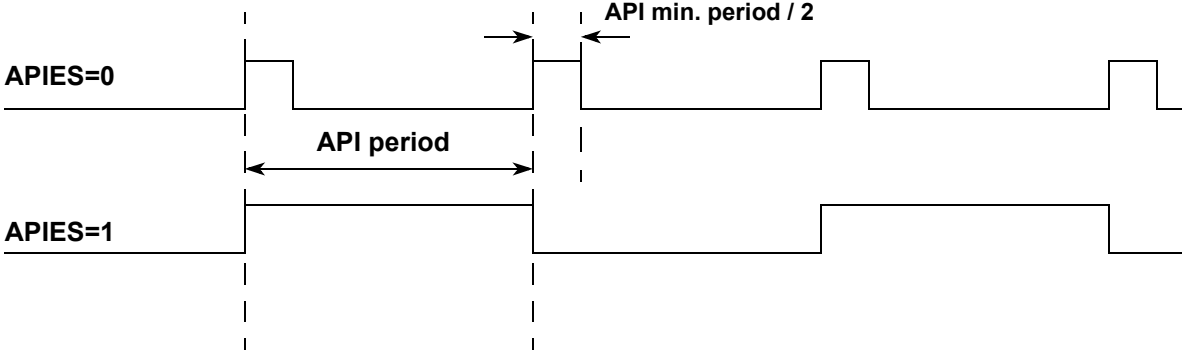 API min. period / 2
APIES=0
API period
APIES=1